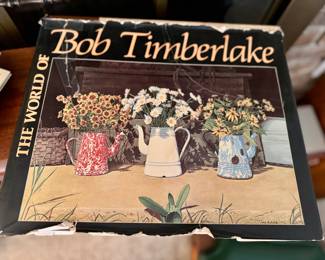 THE WORLD OF
Bob Timberlake